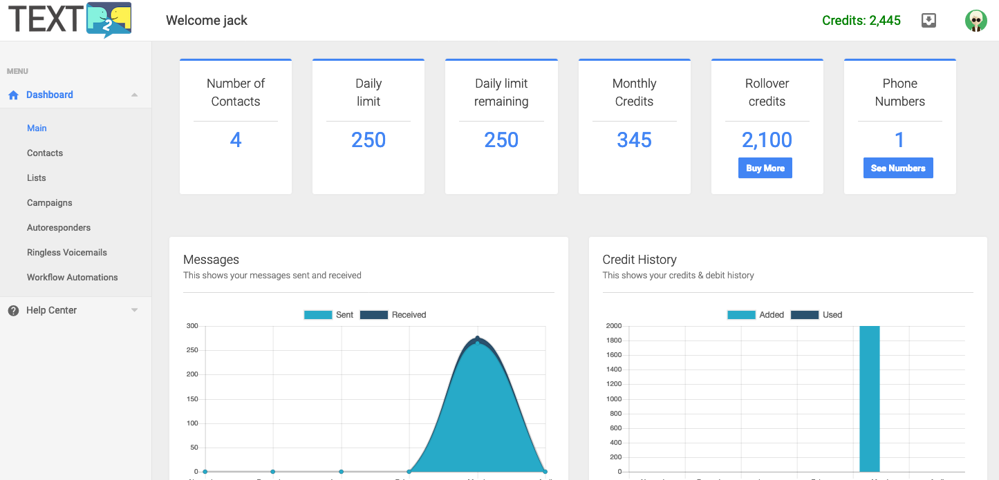 TEXT P2P
Welcome jack
Credits: 2,445
MENU
Dashboard
Main
Contacts
Lists
Campaigns
Autoresponders
Ringless Voicemails
Workflow Automations
Help Center
Number of
Contacts
4
Daily
limit
250
Daily limit
remaining
250
Monthly
Credits
345
Rollover
credits
2,100
Buy More
Phone
Numbers
1
See Numbers
Messages
This shows your messages sent and received
Sent Received
300
250
200
150
100
50
0
Credit History
This shows your credits & debit history
Added Used
2000
1800
1600
1400
1200
1000
800
600
400
200
0